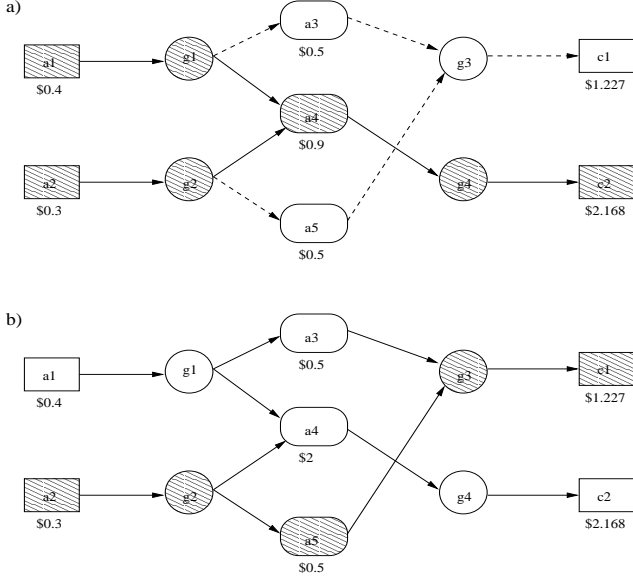 a)
a1
$0.4
g1
a3
$0.5
g3
c1
$1.227
a4
$0.9
a2
$0.3
g2
g4
c2
$2.168
a5
$0.5
b)
a1
$0.4
g1
a3
$0.5
g3
c1
$1.227
a4
$2
a2
$0.3
g2
g4
c2
$2.168
a5
$0.5